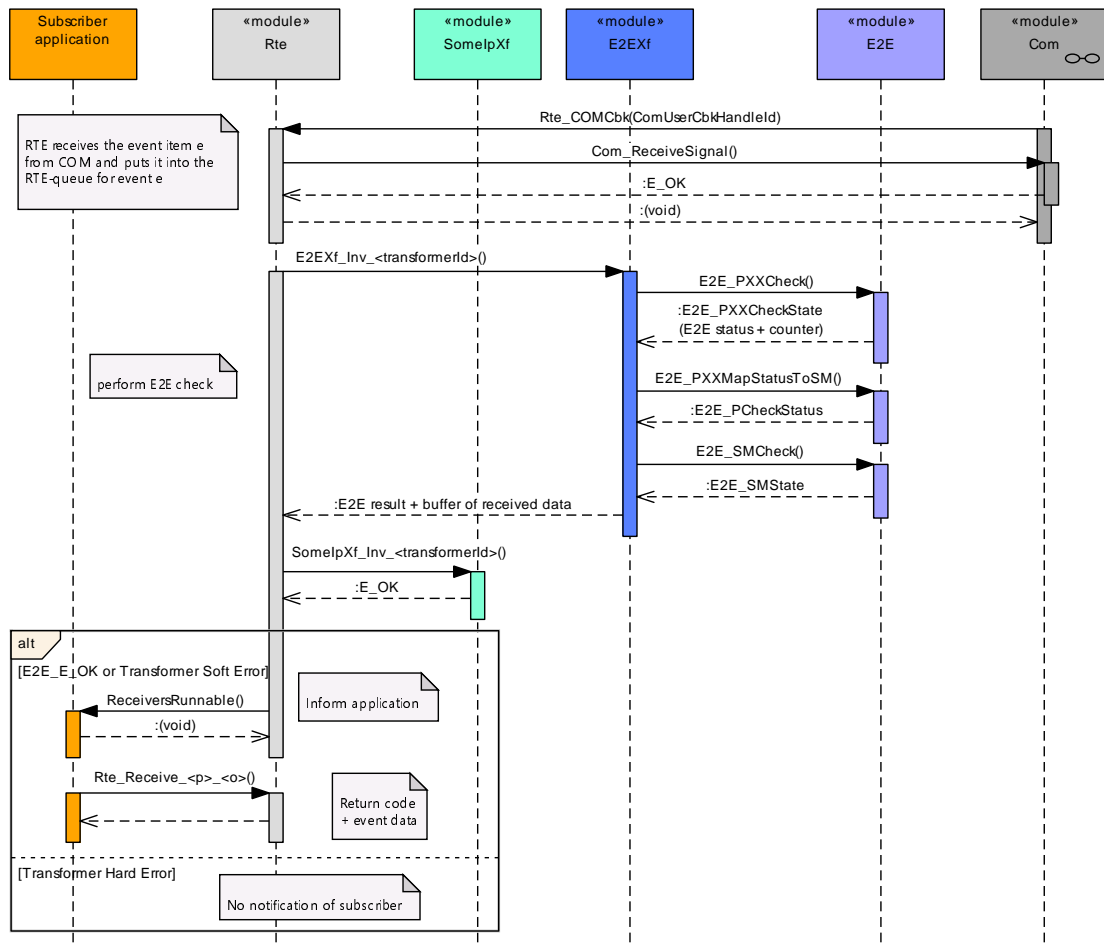 Subscriber
application
«module»
Rte
«module»
SomeIpXf
«module»
E2EXf
«module»
E2E
«module»
Com
Rte_COMCbk(ComUserCbkHandleId)
RTE receives the event item e
from COM and puts it into the
RTE-queue for event e
Com_ReceiveSignal()
:E_OK
:(void)
E2EXf_Inv_<transformerId>()
E2E_PXXCheck()
:E2E_PXXCheckState
(E2E status + counter)
perform E2E check
E2E_PXXMapStatusToSM()
:E2E_PCheckStatus
E2E_SMCheck()
:E2E_SMState
:E2E result + buffer of received data
SomeIpXf_Inv_<transformerId>()
:E_OK
alt
[E2E_E_OK or Transformer Soft Error]
ReceiversRunnable()
Inform application
:(void)
Rte_Receive_<p>_<o>()
Return code
+ event data
[Transformer Hard Error]
No notification of subscriber